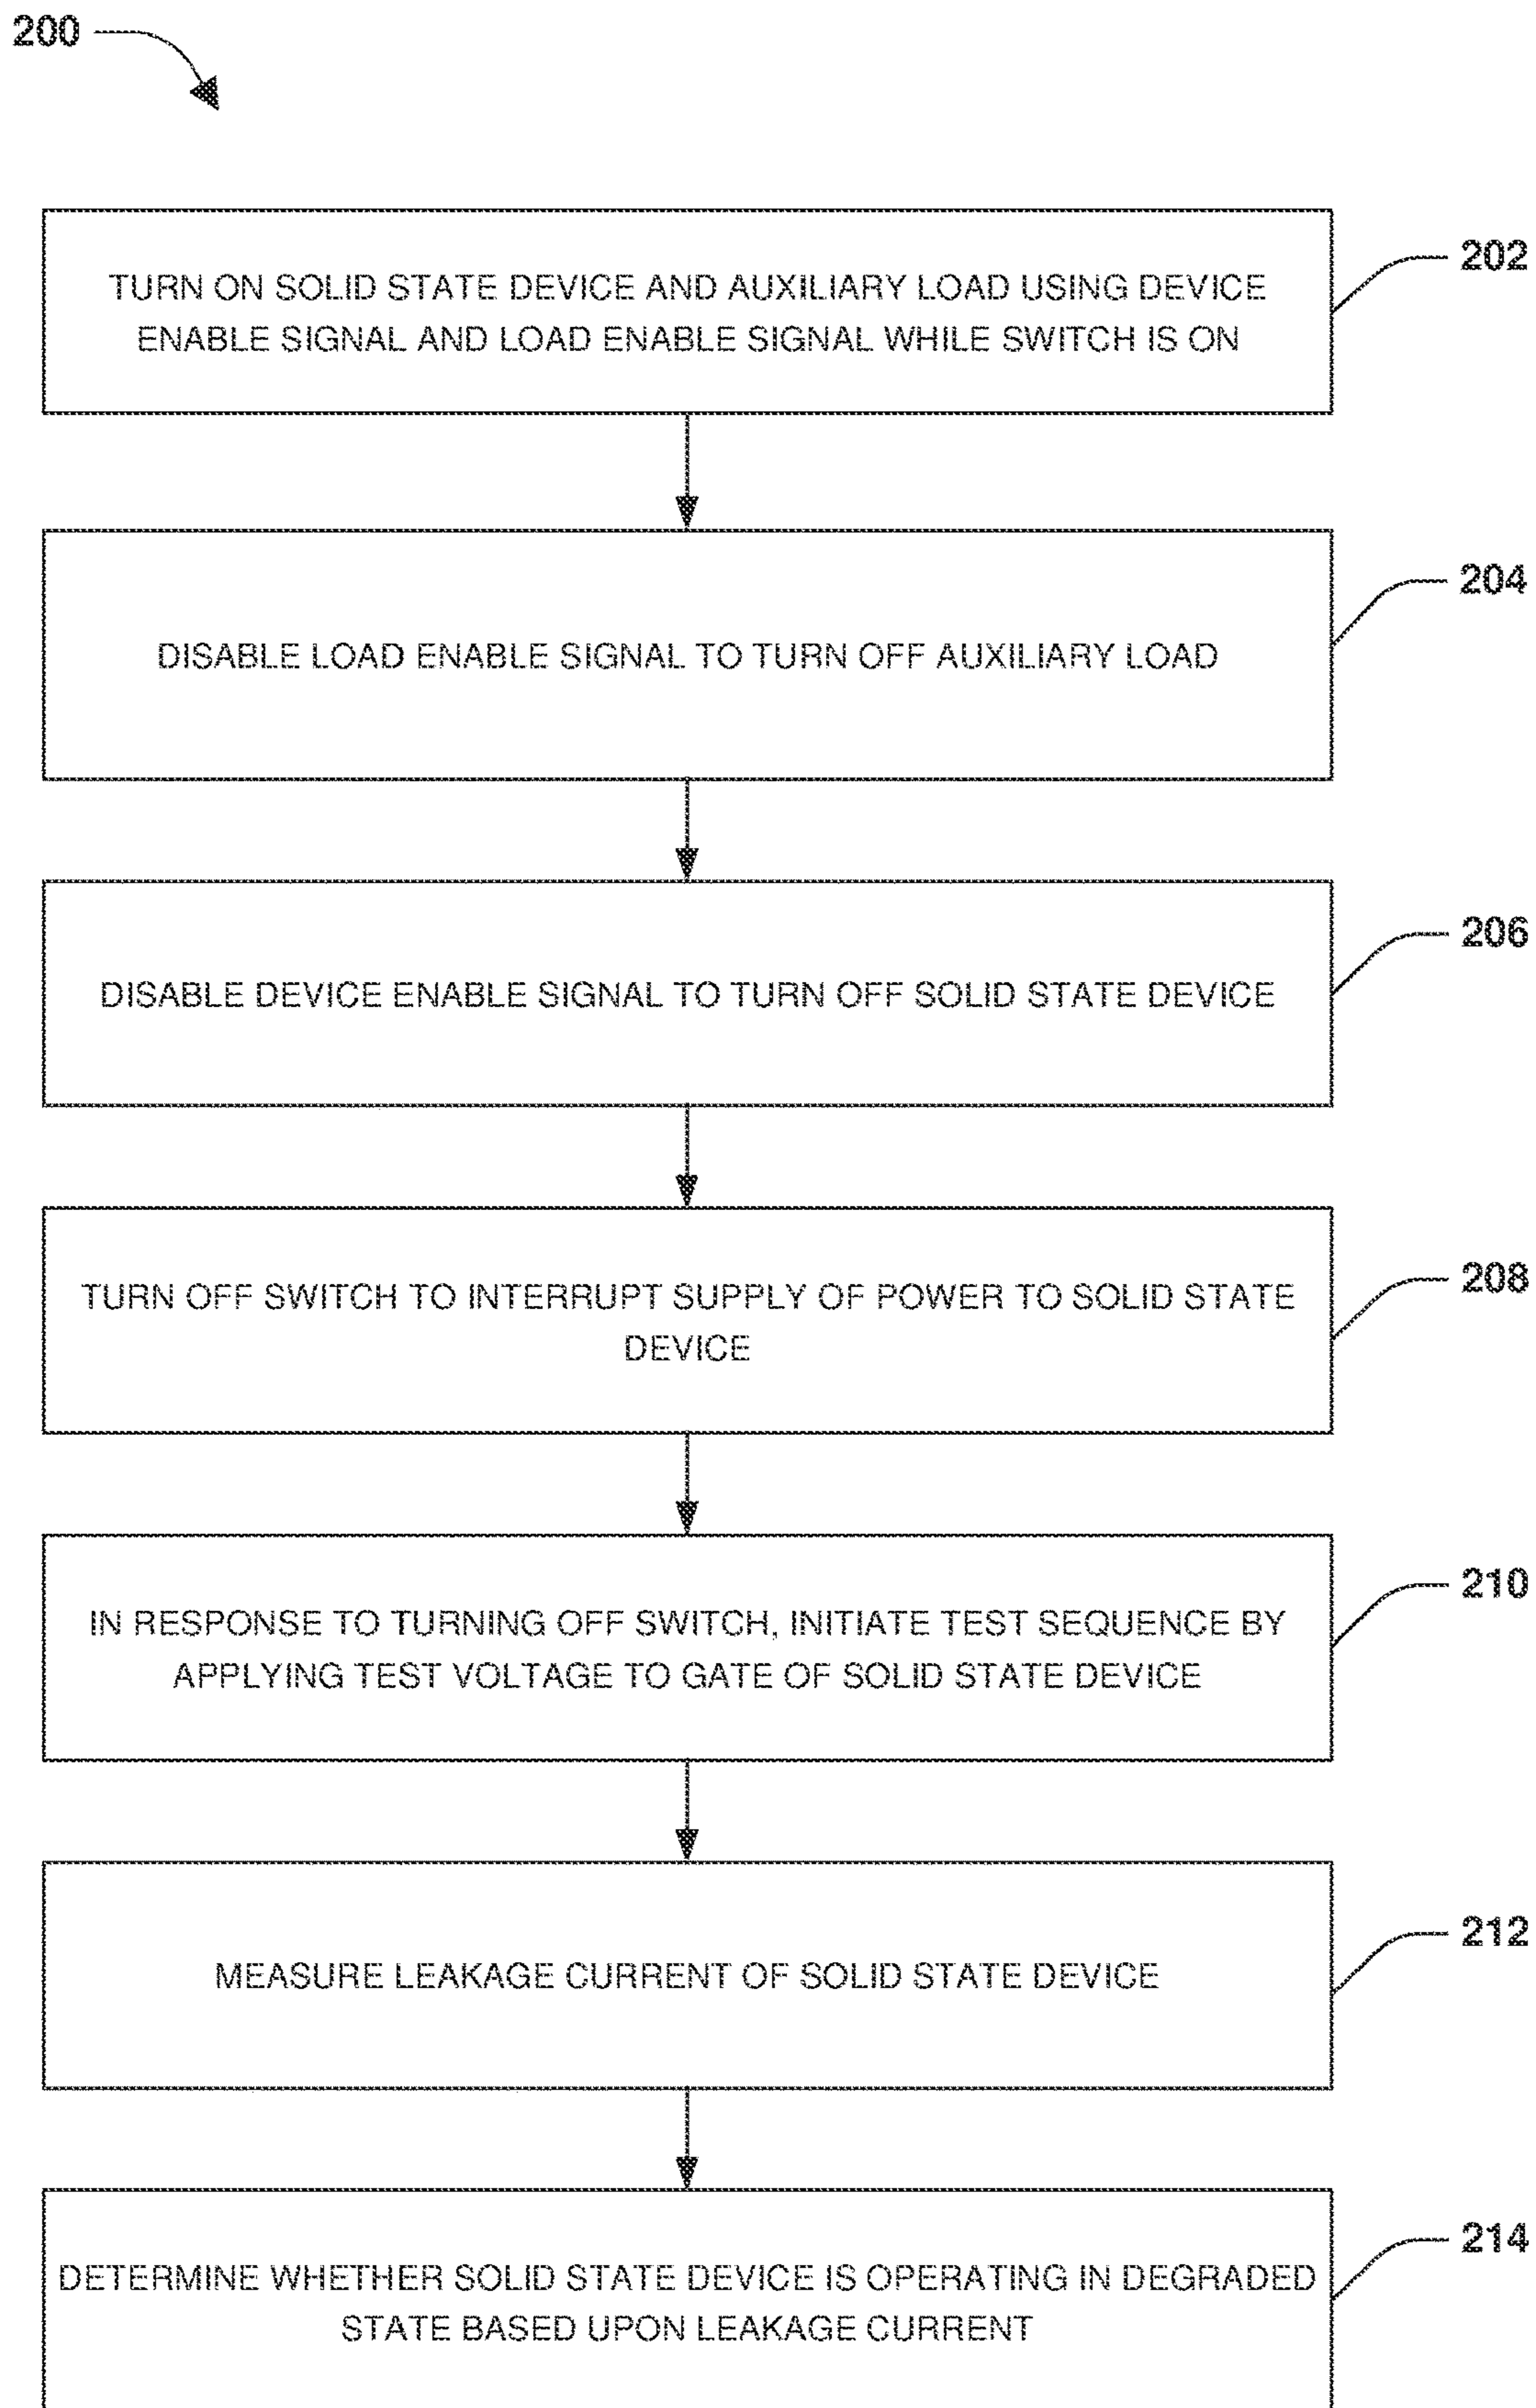 200
TURN ON SOLID STATE DEVICE AND AUXILIARY LOAD USING DEVICE
ENABLE SIGNAL AND LOAD ENABLE SIGNAL WHILE SWITCH IS ON
202
DISABLE LOAD ENABLE SIGNAL TO TURN OFF AUXILIARY LOAD
204
DISABLE DEVICE ENABLE SIGNAL TO TURN OFF SOLID STATE DEVICE
206
TURN OFF SWITCH TO INTERRUPT SUPPLY OF POWER TO SOLID STATE
DEVICE
208
IN RESPONSE TO TURNING OFF SWITCH, INITIATE TEST SEQUENCE BY
APPLYING TEST VOLTAGE TO GATE OF SOLID STATE DEVICE
210
MEASURE LEAKAGE CURRENT OF SOLID STATE DEVICE
212
DETERMINE WHETHER SOLID STATE DEVICE IS OPERATING IN DEGRADED
STATE BASED UPON LEAKAGE CURRENT
214